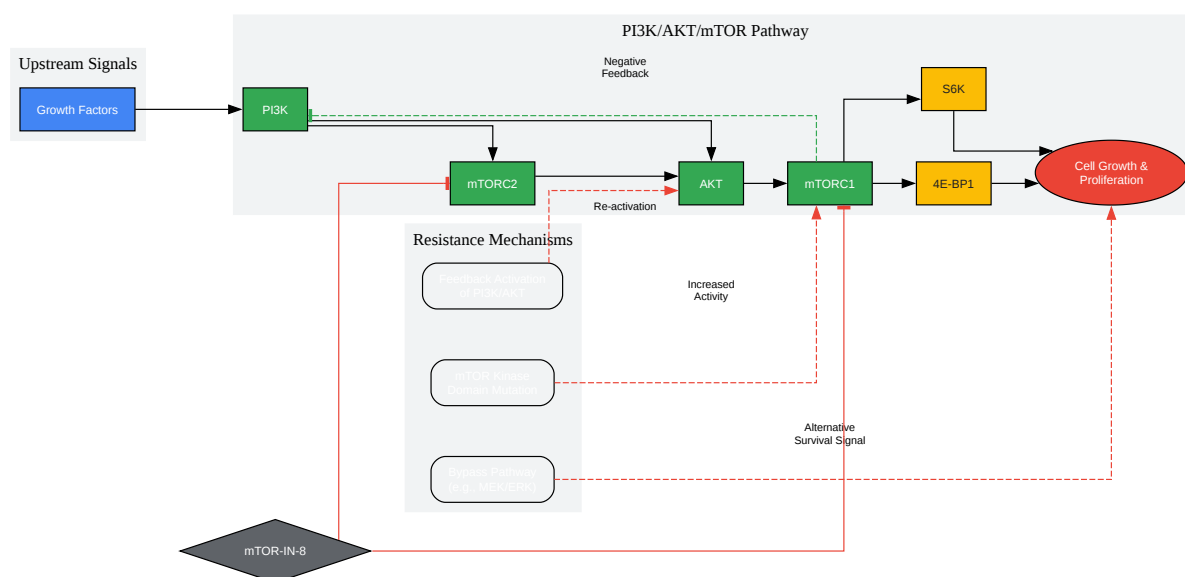 PI3K/AKT/mTOR Pathway
Upstream Signals
Negative
Feedback
Growth Factors
PI3K
S6K
mTORC2
AKT
mTORC1
4E-BP1
Cell Growth &
Proliferation
Re-activation
Resistance Mechanisms
Feedback Activation
of PI3K/AKT
Increased
Activity
mTOR Kinase
Domain Mutation
Alternative
Survival Signal
Bypass Pathway
(e.g., MEK/ERK)
mTOR-IN-8